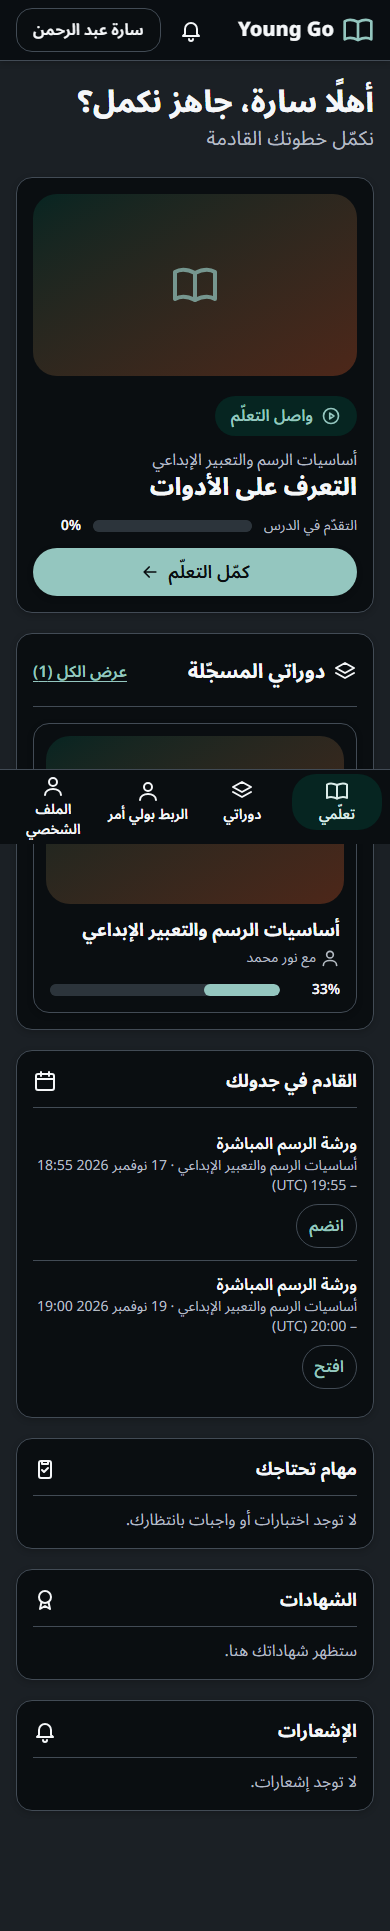 Young Go
سارة عبد الرحمن
أهلًا سارة، جاهز نكمل؟
نكمّل خطوتك القادمة
واصل التعلّم
أساسيات الرسم والتعبير الإبداعي
التعرف على الأدوات
التقدّم في الدرس 0%
كمّل التعلّم ←
دوراتي المسجّلة
عرض الكل (1)
تعلّمي
دوراتي
الربط بولي أمر
الملف الشخصي
أساسيات الرسم والتعبير الإبداعي
مع نور محمد
33%
القادم في جدولك
ورشة الرسم المباشرة
أساسيات الرسم والتعبير الإبداعي · 17 نوفمبر 2026 18:55
– 19:55 (UTC)
انضم
ورشة الرسم المباشرة
أساسيات الرسم والتعبير الإبداعي · 19 نوفمبر 2026 19:00
– 20:00 (UTC)
افتح
مهام تحتاجك
لا توجد اختبارات أو واجبات بانتظارك.
الشهادات
ستظهر شهاداتك هنا.
الإشعارات
لا توجد إشعارات.